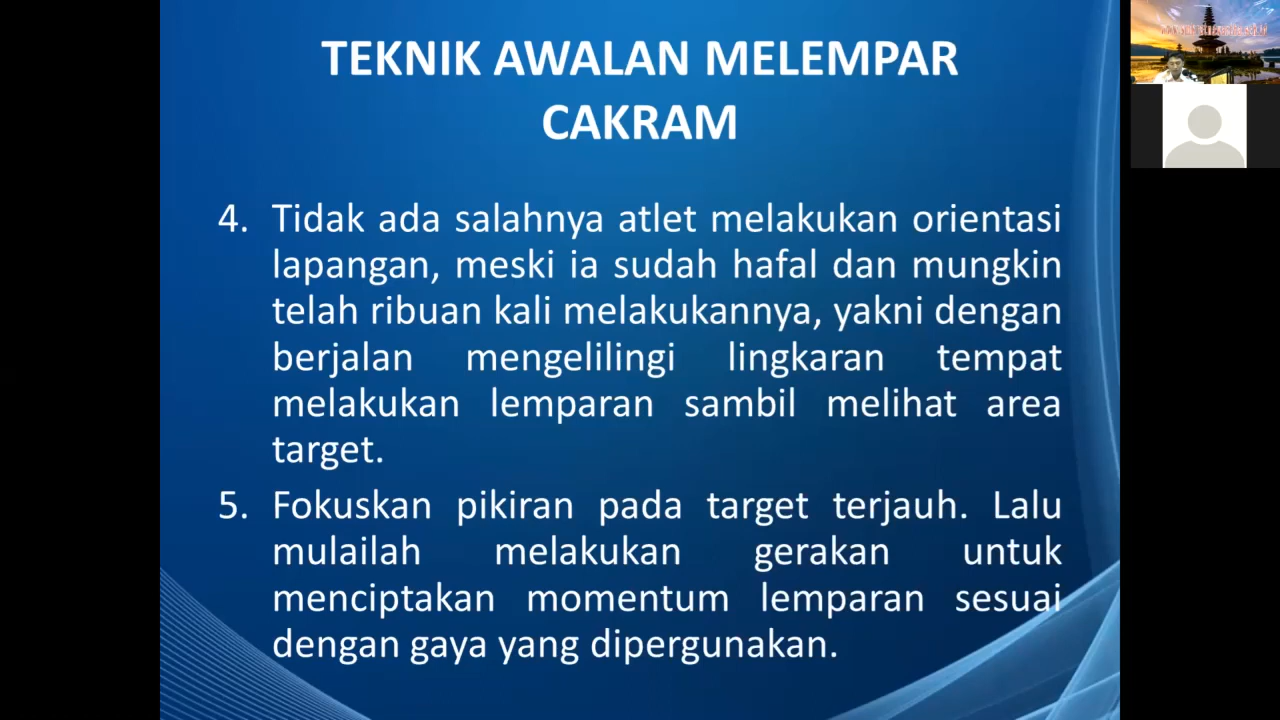 TEKNIK AWALAN MELEMPAR
CAKRAM
4. Tidak ada salahnya atlet melakukan orientasi
lapangan, meski ia sudah hafal dan mungkin
telah ribuan kali melakukannya, yakni dengan
berjalan mengelilingi lingkaran tempat
melakukan lemparan sambil melihat area
target.
5. Fokuskan pikiran pada target terjauh. Lalu
mulailah melakukan gerakan untuk
menciptakan momentum lemparan sesuai
dengan gaya yang dipergunakan.